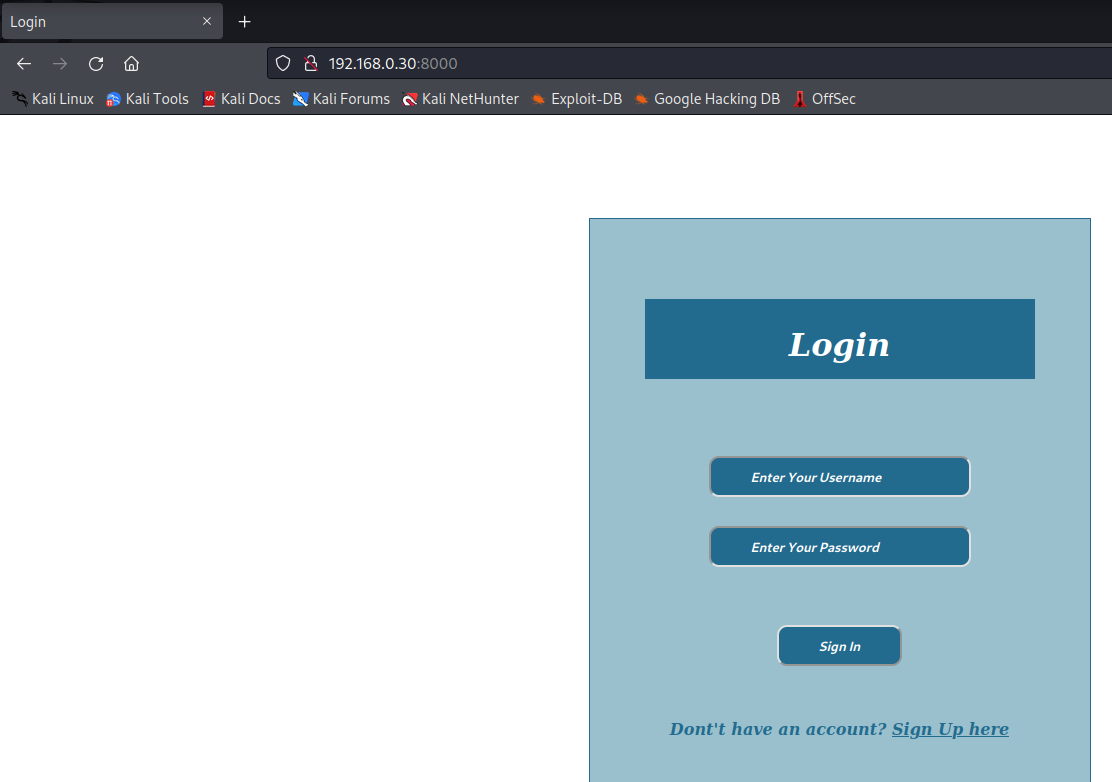 Login
192.168.0.30:8000
Kali Linux Kali Tools Kali Docs Kali Forums Kali NetHunter Exploit-DB Google Hacking DB OffSec
Login
Enter Your Username
Enter Your Password
Sign In
Dont't have an account? Sign Up here